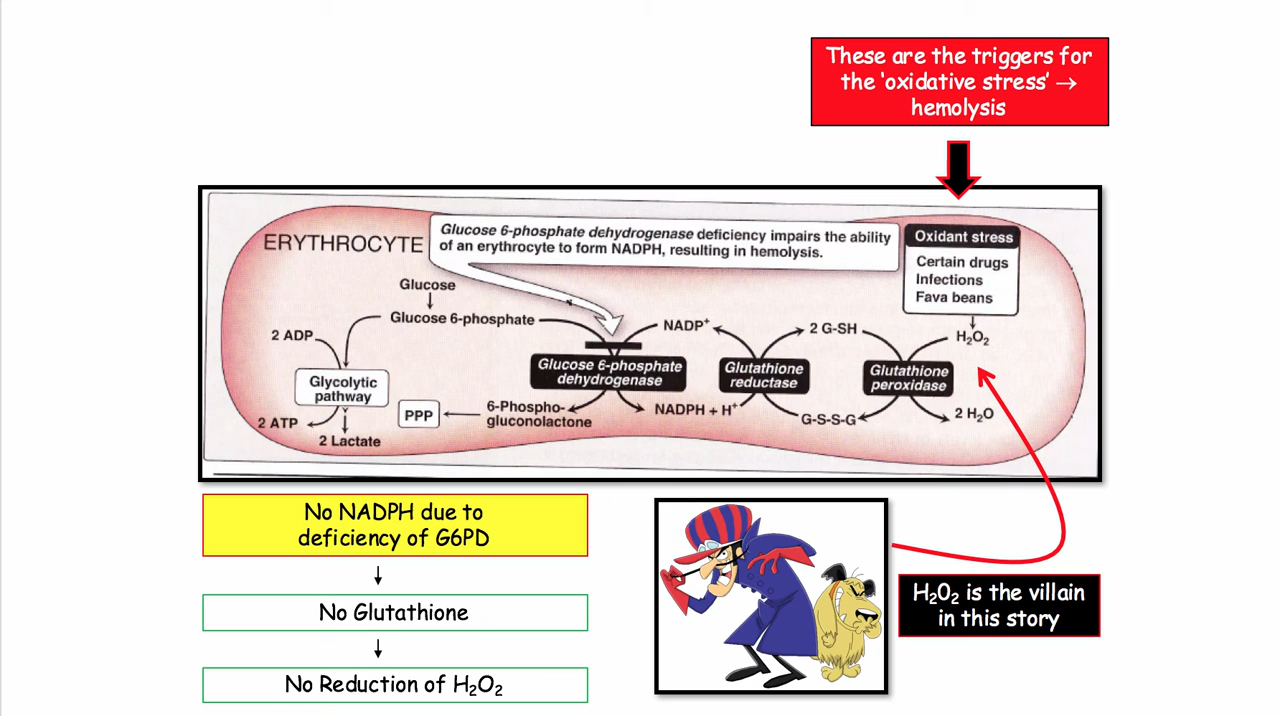 These are the triggers for
the ‘oxidative stress’ →
hemolysis
ERYTHROCYTE
Glucose 6-phosphate dehydrogenase deficiency impairs the ability
of an erythrocyte to form NADPH, resulting in hemolysis.
Oxidant stress
Certain drugs
Infections
Fava beans
Glucose
Glucose 6-phosphate
2 ADP
Glycolytic
pathway
2 ATP
2 Lactate
PPP
6-Phospho-
gluconolactone
Glucose 6-phosphate
dehydrogenase
NADP⁺
NADPH + H⁺
Glutathione
reductase
2 G-SH
G-S-S-G
Glutathione
peroxidase
H₂O₂
2 H₂O
No NADPH due to
deficiency of G6PD
No Glutathione
No Reduction of H₂O₂
H₂O₂ is the villain
in this story